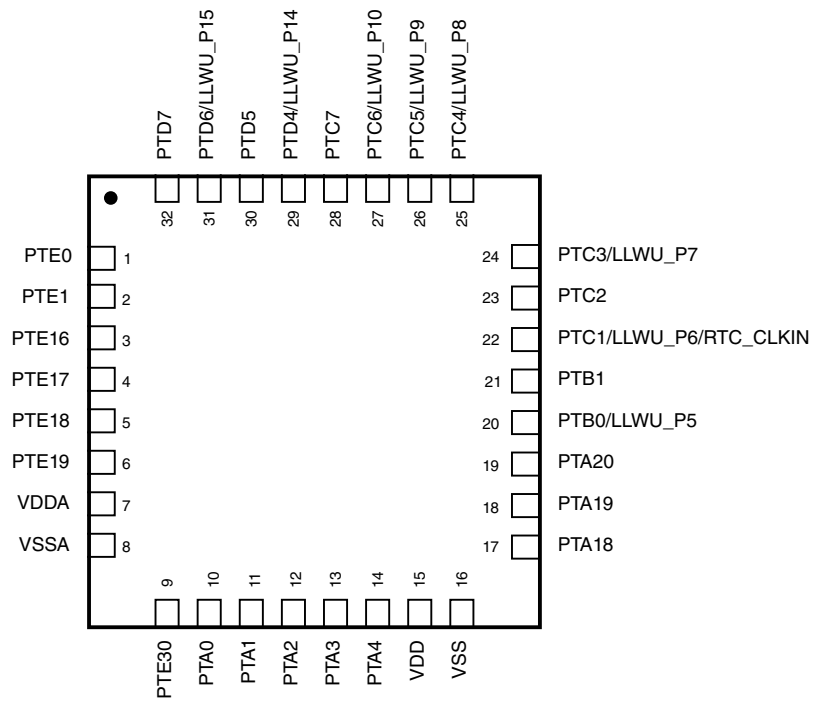 PTD7
PTD6/LLWU_P15
PTD5
PTD4/LLWU_P14
PTC7
PTC6/LLWU_P10
PTC5/LLWU_P9
PTC4/LLWU_P8
32
31
30
29
28
27
26
25
PTE0 1
PTE1 2
PTE16 3
PTE17 4
PTE18 5
PTE19 6
VDDA 7
VSSA 8
24 PTC3/LLWU_P7
23 PTC2
22 PTC1/LLWU_P6/RTC_CLKIN
21 PTB1
20 PTB0/LLWU_P5
19 PTA20
18 PTA19
17 PTA18
9
10
11
12
13
14
15
16
PTE30
PTA0
PTA1
PTA2
PTA3
PTA4
VDD
VSS